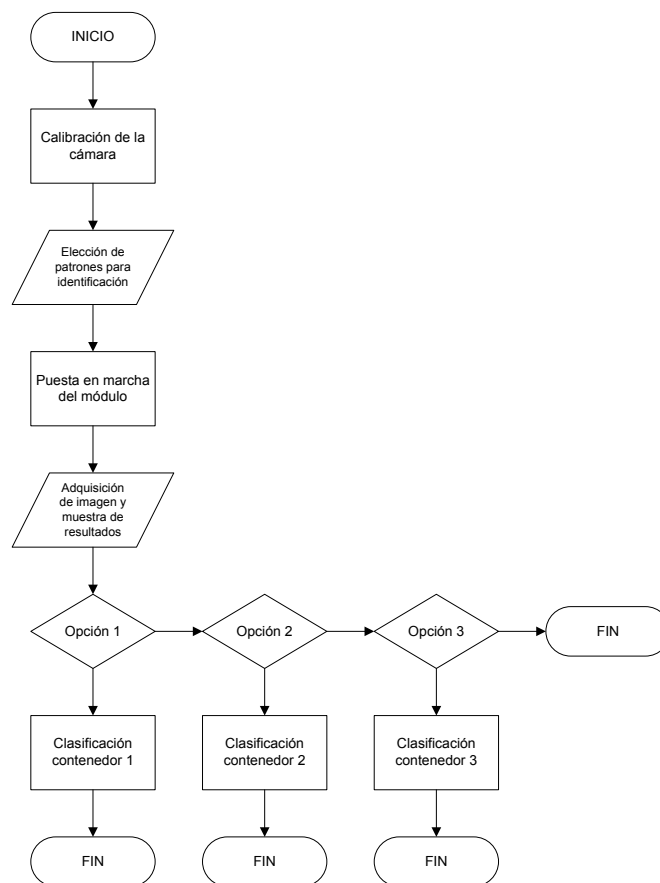 INICIO
Calibración de la
cámara
Elección de
patrones para
identificación
Puesta en marcha
del módulo
Adquisición
de imagen y
muestra de
resultados
Opción 1
Opción 2
Opción 3
FIN
Clasificación
contenedor 1
Clasificación
contenedor 2
Clasificación
contenedor 3
FIN
FIN
FIN